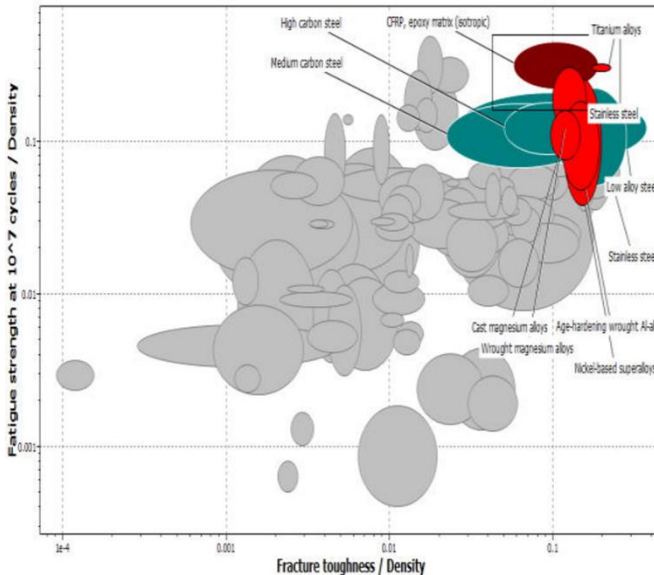 High carbon steel
CFRP, epoxy matrix (isotropic)
Titanium alloys
Medium carbon steel
Stainless steel
Low alloy stee
Stainless stee
Cast magnesium alloys
Age-hardening wrought Al-al
Wrought magnesium alloys
Nickel-based superalloys
Fatigue strength at 10^7 cycles / Density
0.1
0.01
0.001
1e-4
0.001
0.01
0.1
Fracture toughness / Density